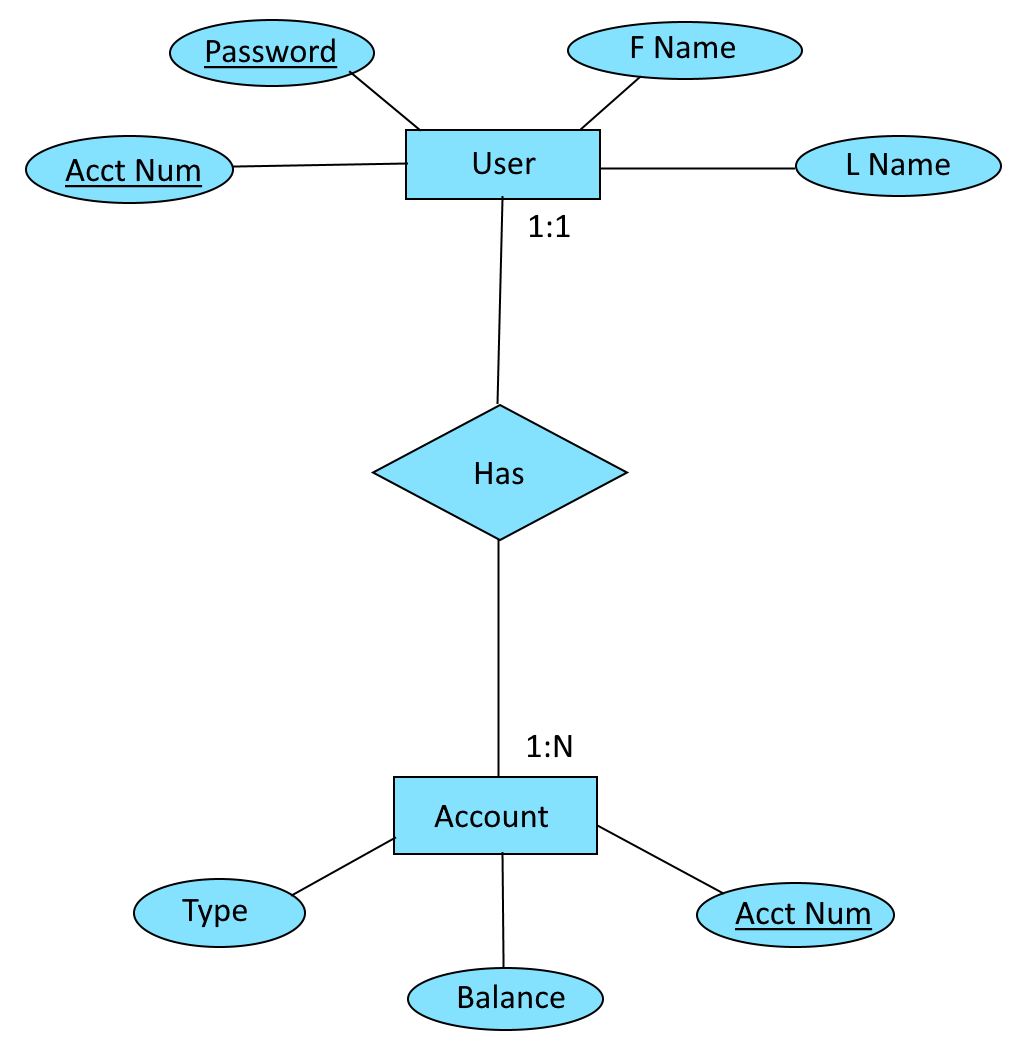 Password
F Name
Acct Num
User
L Name
1:1
Has
1:N
Account
Type
Acct Num
Balance